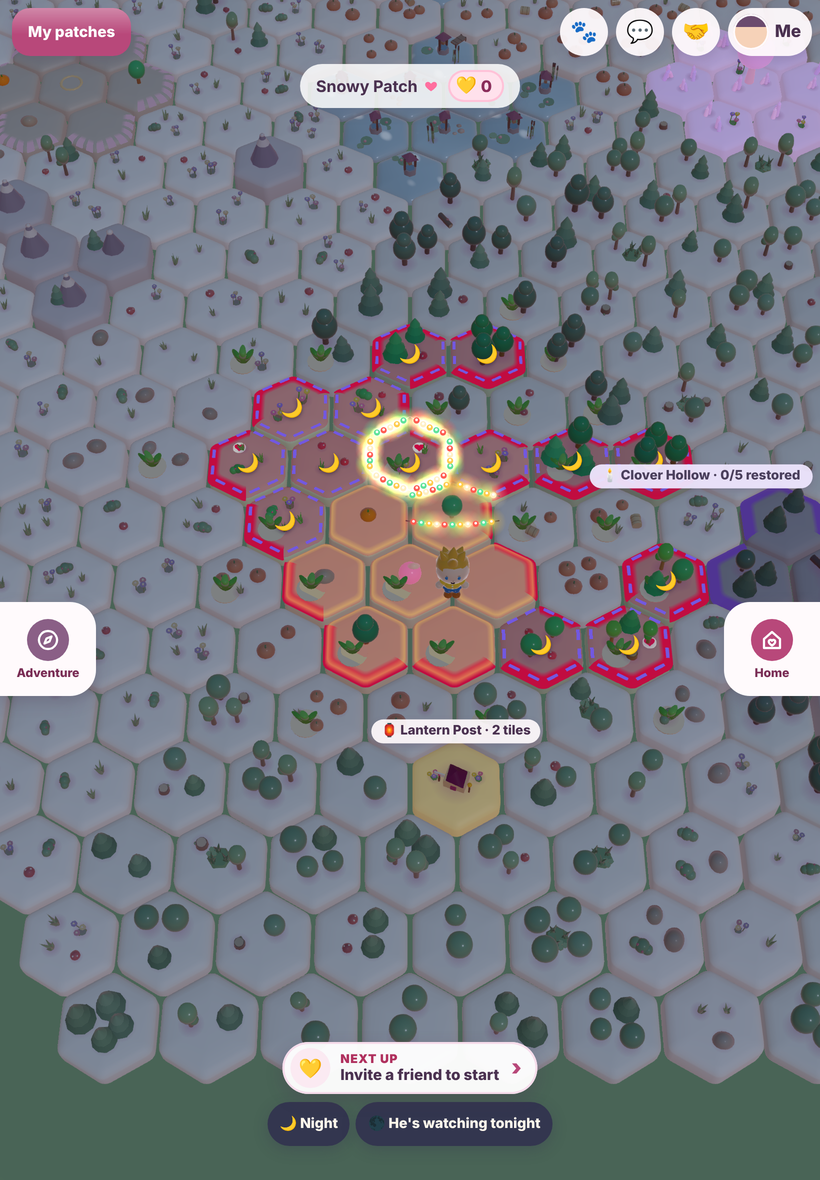 My patches
Me
Snowy Patch 💛 0
Clover Hollow · 0/5 restored
Adventure
Home
Lantern Post · 2 tiles
NEXT UP
Invite a friend to start
Night
He's watching tonight